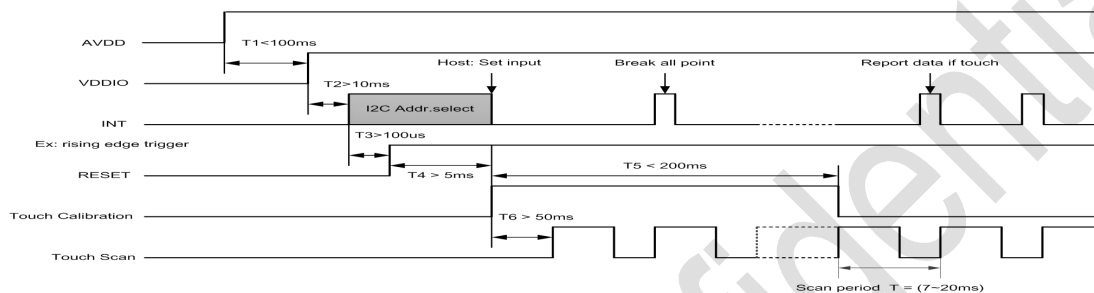 AVDD
T1<100ms
VDDIO
Host: Set input
Break all point
Report data if touch
T2>10ms
I2C Addr.select
INT
T3>100us
Ex: rising edge trigger
RESET
T4 > 5ms
T5 < 200ms
Touch Calibration
T6 > 50ms
Touch Scan
Scan period T = (7~20ms)